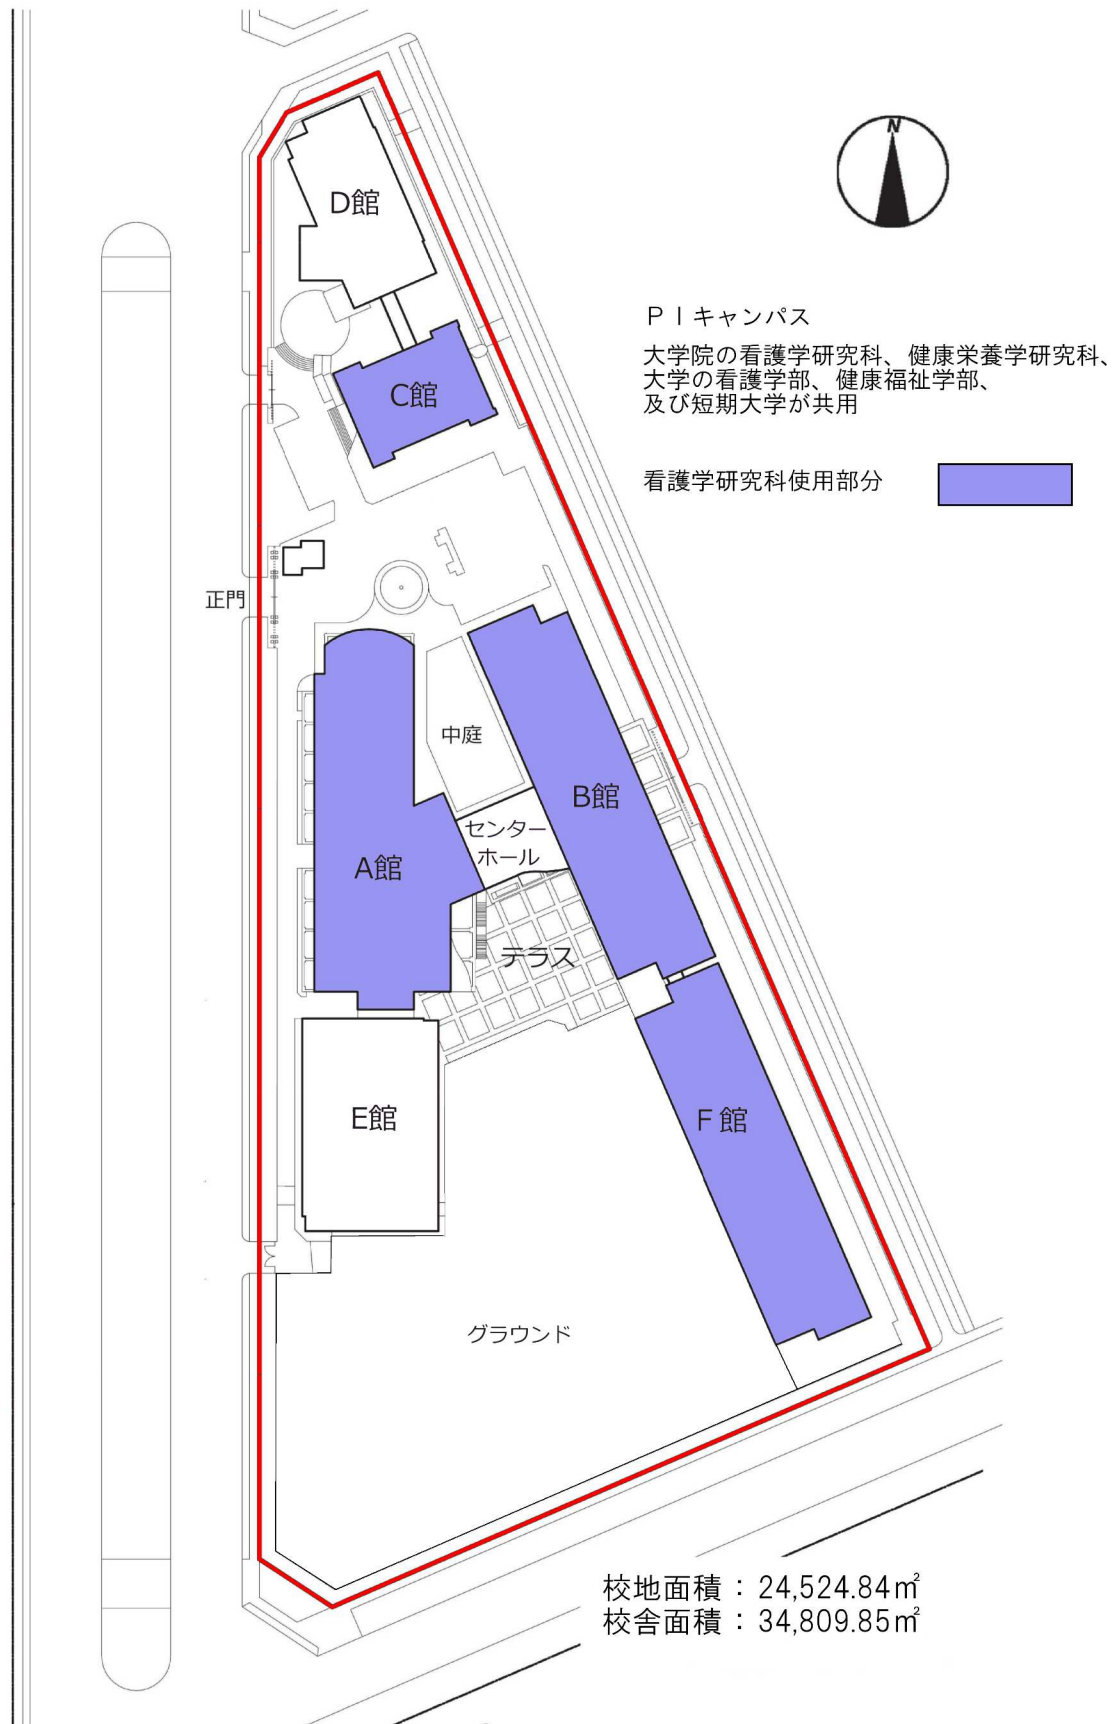 N
D館
PIキャンパス
大学院の看護学研究科、健康栄養学研究科、
大学の看護学部、健康福祉学部、
及び短期大学が共用
C館
看護学研究科使用部分
正門
中庭
B館
センター
ホール
A館
テラス
E館
F館
グラウンド
校地面積：24,524.84㎡
校舎面積：34,809.85㎡